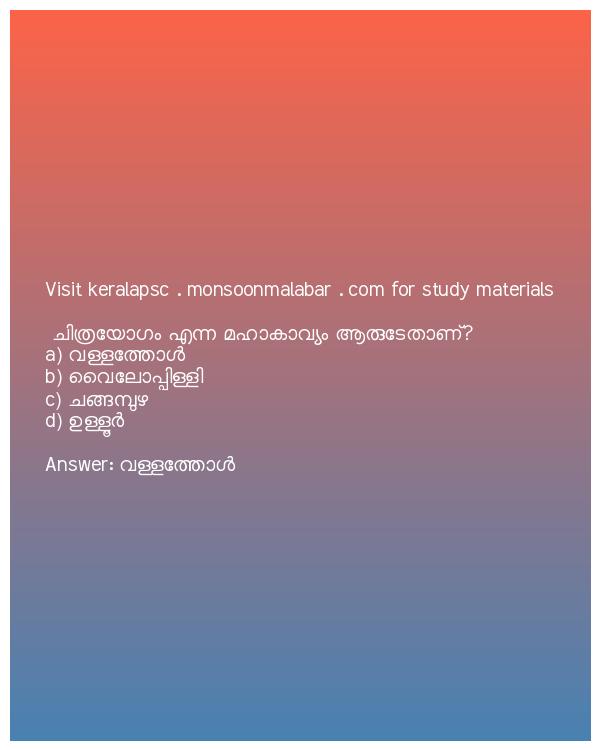 Visit keralapsc . monsoonmalabar . com for study materials
ചിത്രയോഗം എന്ന മഹാകാവ്യം ആരുടേതാണ്?
a) വള്ളത്തോൾ
b) വൈലോപ്പിള്ളി
c) ചങ്ങമ്പുഴ
d) ഉള്ളൂർ
Answer: വള്ളത്തോൾ